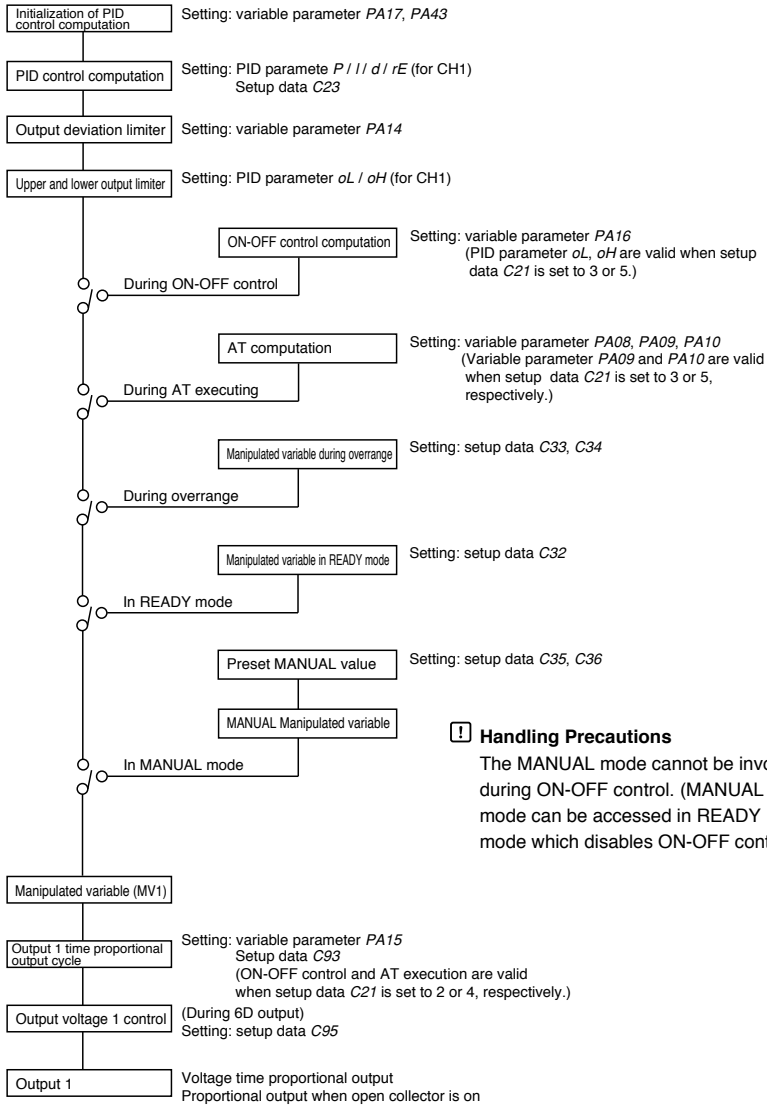 Initialization of PID
control computation
Setting: variable parameter PA17, PA43
PID control computation
Setting: PID paramete P / I / d / rE (for CH1)
Setup data C23
Output deviation limiter
Setting: variable parameter PA14
Upper and lower output limiter
Setting: PID parameter oL / oH (for CH1)
ON-OFF control computation
Setting: variable parameter PA16
(PID parameter oL, oH are valid when setup
data C21 is set to 3 or 5.)
During ON-OFF control
AT computation
Setting: variable parameter PA08, PA09, PA10
(Variable parameter PA09 and PA10 are valid
when setup data C21 is set to 3 or 5,
respectively.)
During AT executing
Manipulated variable during overrange
Setting: setup data C33, C34
During overrange
Manipulated variable in READY mode
Setting: setup data C32
In READY mode
Preset MANUAL value
Setting: setup data C35, C36
MANUAL Manipulated variable
! Handling Precautions
The MANUAL mode cannot be invo
during ON-OFF control. (MANUAL
mode can be accessed in READY
mode which disables ON-OFF cont
In MANUAL mode
Manipulated variable (MV1)
Output 1 time proportional
output cycle
Setting: variable parameter PA15
Setup data C93
(ON-OFF control and AT execution are valid
when setup data C21 is set to 2 or 4, respectively.)
Output voltage 1 control
(During 6D output)
Setting: setup data C95
Output 1
Voltage time proportional output
Proportional output when open collector is on